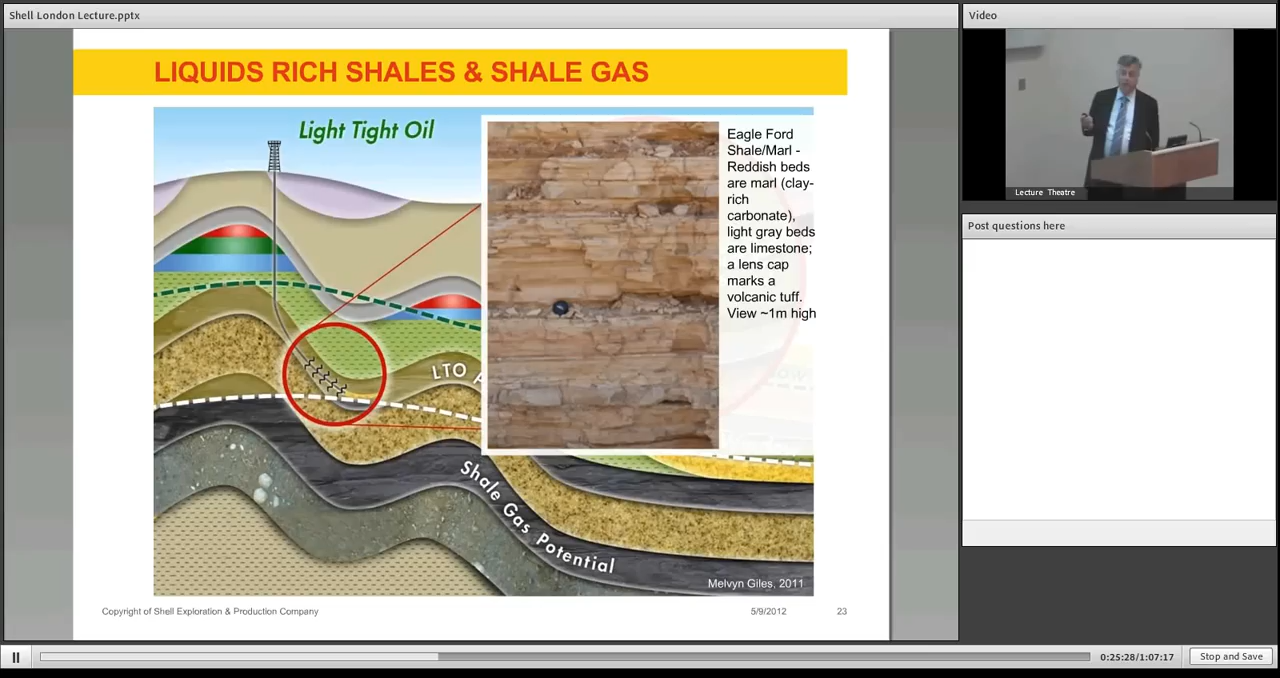 Shell London Lecture.pptx
Video
LIQUIDS RICH SHALES & SHALE GAS
Light Tight Oil
Eagle Ford
Shale/Marl -
Reddish beds
are marl (clay-
rich
carbonate),
light gray beds
are limestone;
a lens cap
marks a
volcanic tuff.
View ~1m high
LTO
Shale Gas Potential
Melvyn Giles, 2011
Copyright of Shell Exploration & Production Company
5/9/2012
23
Lecture Theatre
Post questions here
0:25:28/1:07:17
Stop and Save